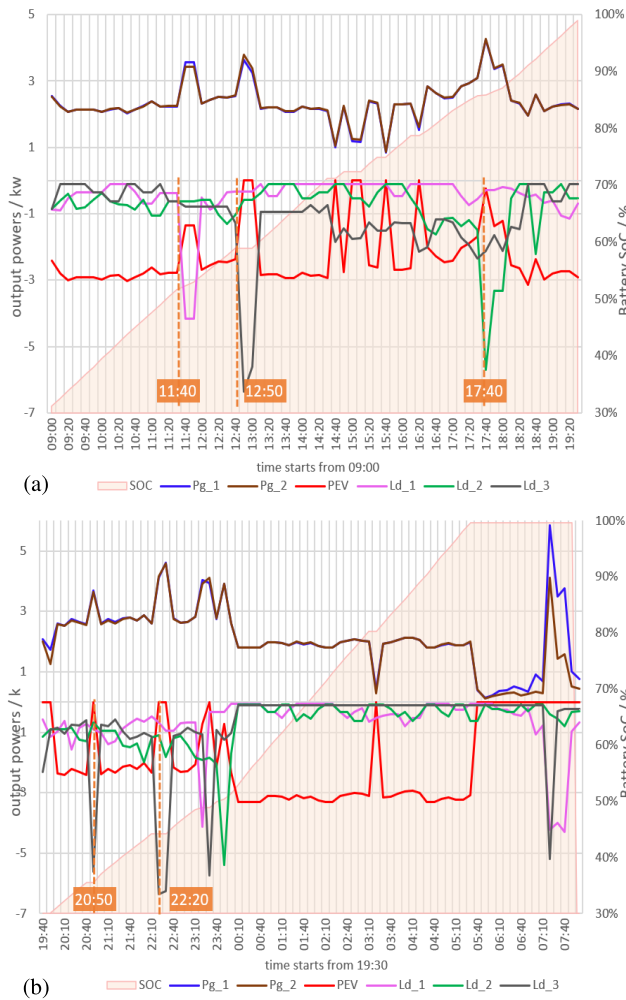 5
3
1
-1
-3
-5
-7
output powers / kw
100%
90%
80%
70%
60%
50%
40%
30%
Battery SoC / %
11:40
12:50
17:40
09:00 09:20 09:40 10:00 10:20 10:40 11:00 11:20 11:40 12:00 12:20 12:40 13:00 13:20 13:40 14:00 14:20 14:40 15:00 15:20 15:40 16:00 16:20 16:40 17:00 17:20 17:40 18:00 18:20 18:40 19:00 19:20
time starts from 09:00
(a)
SOC Pg_1 Pg_2 PEV Ld_1 Ld_2 Ld_3
5
3
1
-1
-3
-5
-7
output powers / k
100%
90%
80%
70%
60%
50%
40%
30%
Battery SoC / %
20:50
22:20
19:40 20:10 20:40 21:10 21:40 22:10 22:40 23:10 23:40 00:10 00:40 01:10 01:40 02:10 02:40 03:10 03:40 04:10 04:40 05:10 05:40 06:10 06:40 07:10 07:40
time starts from 19:30
(b)
SOC Pg_1 Pg_2 PEV Ld_1 Ld_2 Ld_3